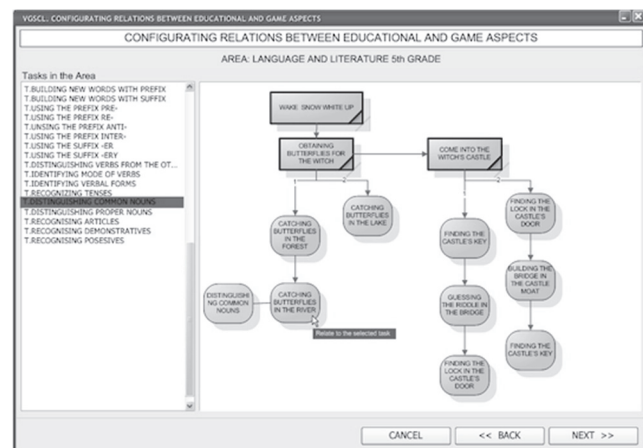 VGSCL. CONFIGURATING RELATIONS BETWEEN EDUCATIONAL AND GAME ASPECTS
CONFIGURATING RELATIONS BETWEEN EDUCATIONAL AND GAME ASPECTS
AREA: LANGUAGE AND LITERATURE 5th GRADE
Tasks in the Area
T.BUILDING NEW WORDS WITH PREFIX
T.BUILDING NEW WORDS WITH SUFFIX
T.USING THE PREFIX PRE-
T.USING THE PREFIX RE-
T.UNSING THE PREFIX ANTI-
T.USING THE PREFIX INTER-
T.USING THE SUFFIX -ER
T.USING THE SUFFIX -ERY
T.DISTINGUISHING VERBS FROM THE OT...
T.IDENTIFYING MODE OF VERBS
T.IDENTIFYING VERBAL FORMS
T.RECOGNIZING TENSES
T.DISTINGUISHING COMMON NOUNS
T.DISTINGUISHING PROPER NOUNS
T.RECOGNISING ARTICLES
T.RECOGNISING DEMONSTRATIVES
T.RECOGNISING POSESIVES
WAKE SNOW WHITE UP
OBTAINING
BUTTERFLIES FOR
THE WITCH
COME INTO THE
WITCH'S CASTLE
CATCHING
BUTTERFLIES
IN THE
FOREST
CATCHING
BUTTERFLIES
IN THE LAKE
DISTINGUISHI
NG COMMON
NOUNS
CATCHING
BUTTERFLIES
IN THE RIVER
Relate to the selected task
FINDING THE
CASTLE'S KEY
GUESSING
THE RIDDLE IN
THE BRIDGE
FINDING THE
LOCK IN THE
CASTLE'S
DOOR
FINDING THE
LOCK IN THE
CASTLE'S
DOOR
BUILDING THE
BRIDGE IN
THE CASTLE
MOAT
FINDING THE
CASTLE'S KEY
CANCEL
<< BACK
NEXT >>